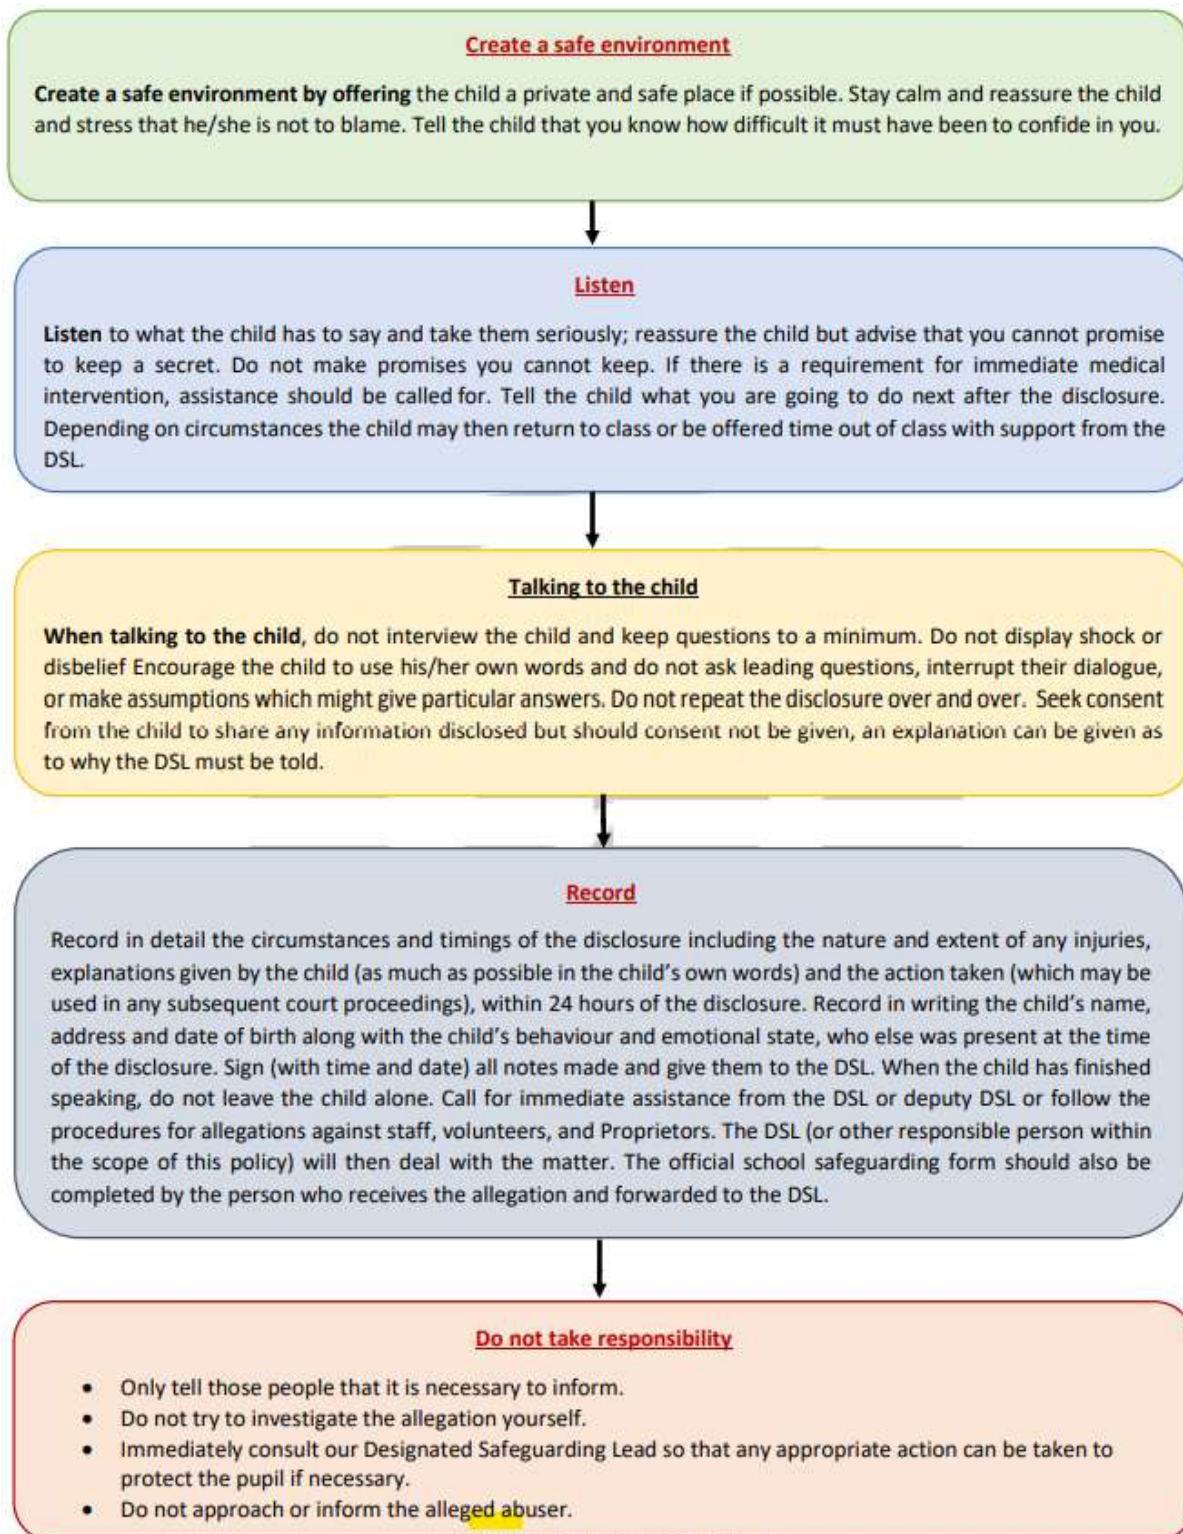 Create a safe environment
Create a safe environment by offering the child a private and safe place if possible. Stay calm and reassure the child
and stress that he/she is not to blame. Tell the child that you know how difficult it must have been to confide in you.
Listen
Listen to what the child has to say and take them seriously; reassure the child but advise that you cannot promise
to keep a secret. Do not make promises you cannot keep. If there is a requirement for immediate medical
intervention, assistance should be called for. Tell the child what you are going to do next after the disclosure.
Depending on circumstances the child may then return to class or be offered time out of class with support from the
DSL.
Talking to the child
When talking to the child, do not interview the child and keep questions to a minimum. Do not display shock or
disbelief Encourage the child to use his/her own words and do not ask leading questions, interrupt their dialogue,
or make assumptions which might give particular answers. Do not repeat the disclosure over and over. Seek consent
from the child to share any information disclosed but should consent not be given, an explanation can be given as
to why the DSL must be told.
Record
Record in detail the circumstances and timings of the disclosure including the nature and extent of any injuries,
explanations given by the child (as much as possible in the child's own words) and the action taken (which may be
used in any subsequent court proceedings), within 24 hours of the disclosure. Record in writing the child's name,
address and date of birth along with the child's behaviour and emotional state, who else was present at the time
of the disclosure. Sign (with time and date) all notes made and give them to the DSL. When the child has finished
speaking, do not leave the child alone. Call for immediate assistance from the DSL or deputy DSL or follow the
procedures for allegations against staff, volunteers, and Proprietors. The DSL (or other responsible person within
the scope of this policy) will then deal with the matter. The official school safeguarding form should also be
completed by the person who receives the allegation and forwarded to the DSL.
Do not take responsibility
• Only tell those people that it is necessary to inform.
• Do not try to investigate the allegation yourself.
• Immediately consult our Designated Safeguarding Lead so that any appropriate action can be taken to
protect the pupil if necessary.
• Do not approach or inform the alleged abuser.